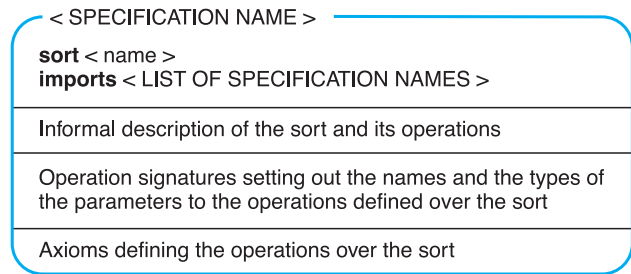 < SPECIFICATION NAME >
sort < name >
imports < LIST OF SPECIFICATION NAMES >
Informal description of the sort and its operations
Operation signatures setting out the names and the types of
the parameters to the operations defined over the sort
Axioms defining the operations over the sort